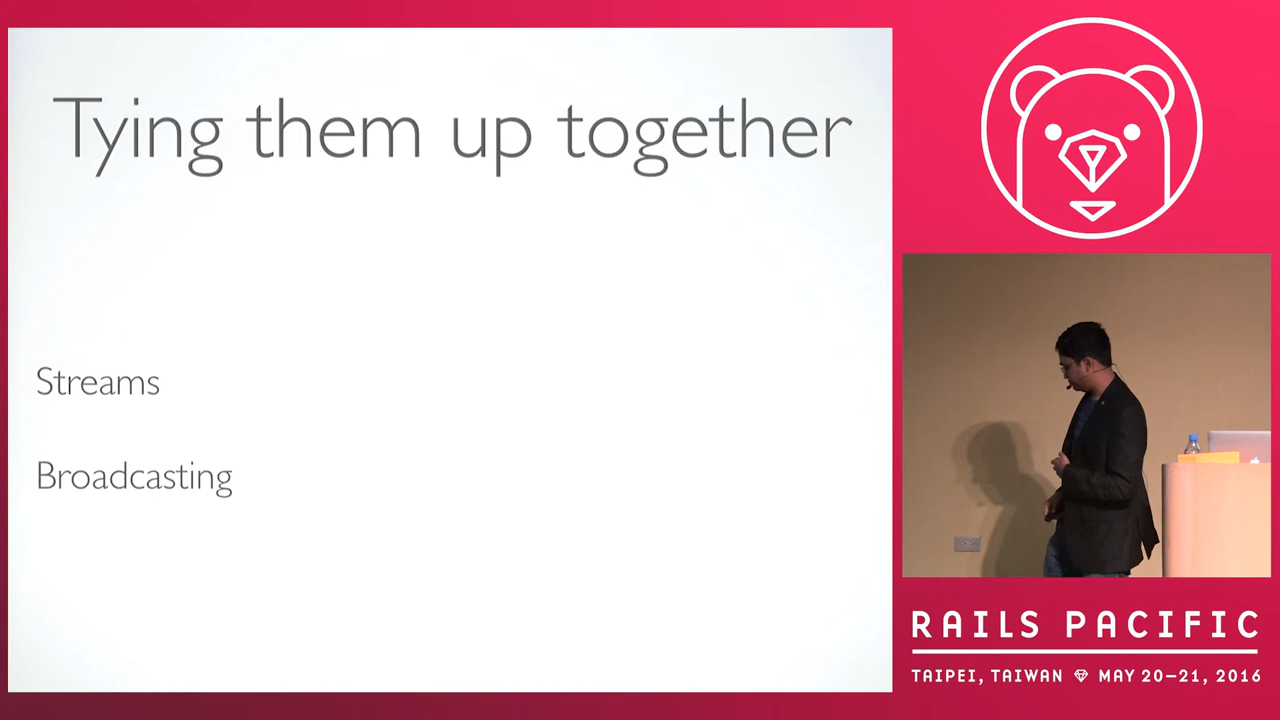 Tying them up together
Streams
Broadcasting
RAILS PACIFIC
TAIPEI, TAIWAN MAY 20–21, 2016